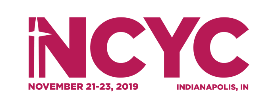 NCYC
NOVEMBER 21-23, 2019 INDIANAPOLIS, IN